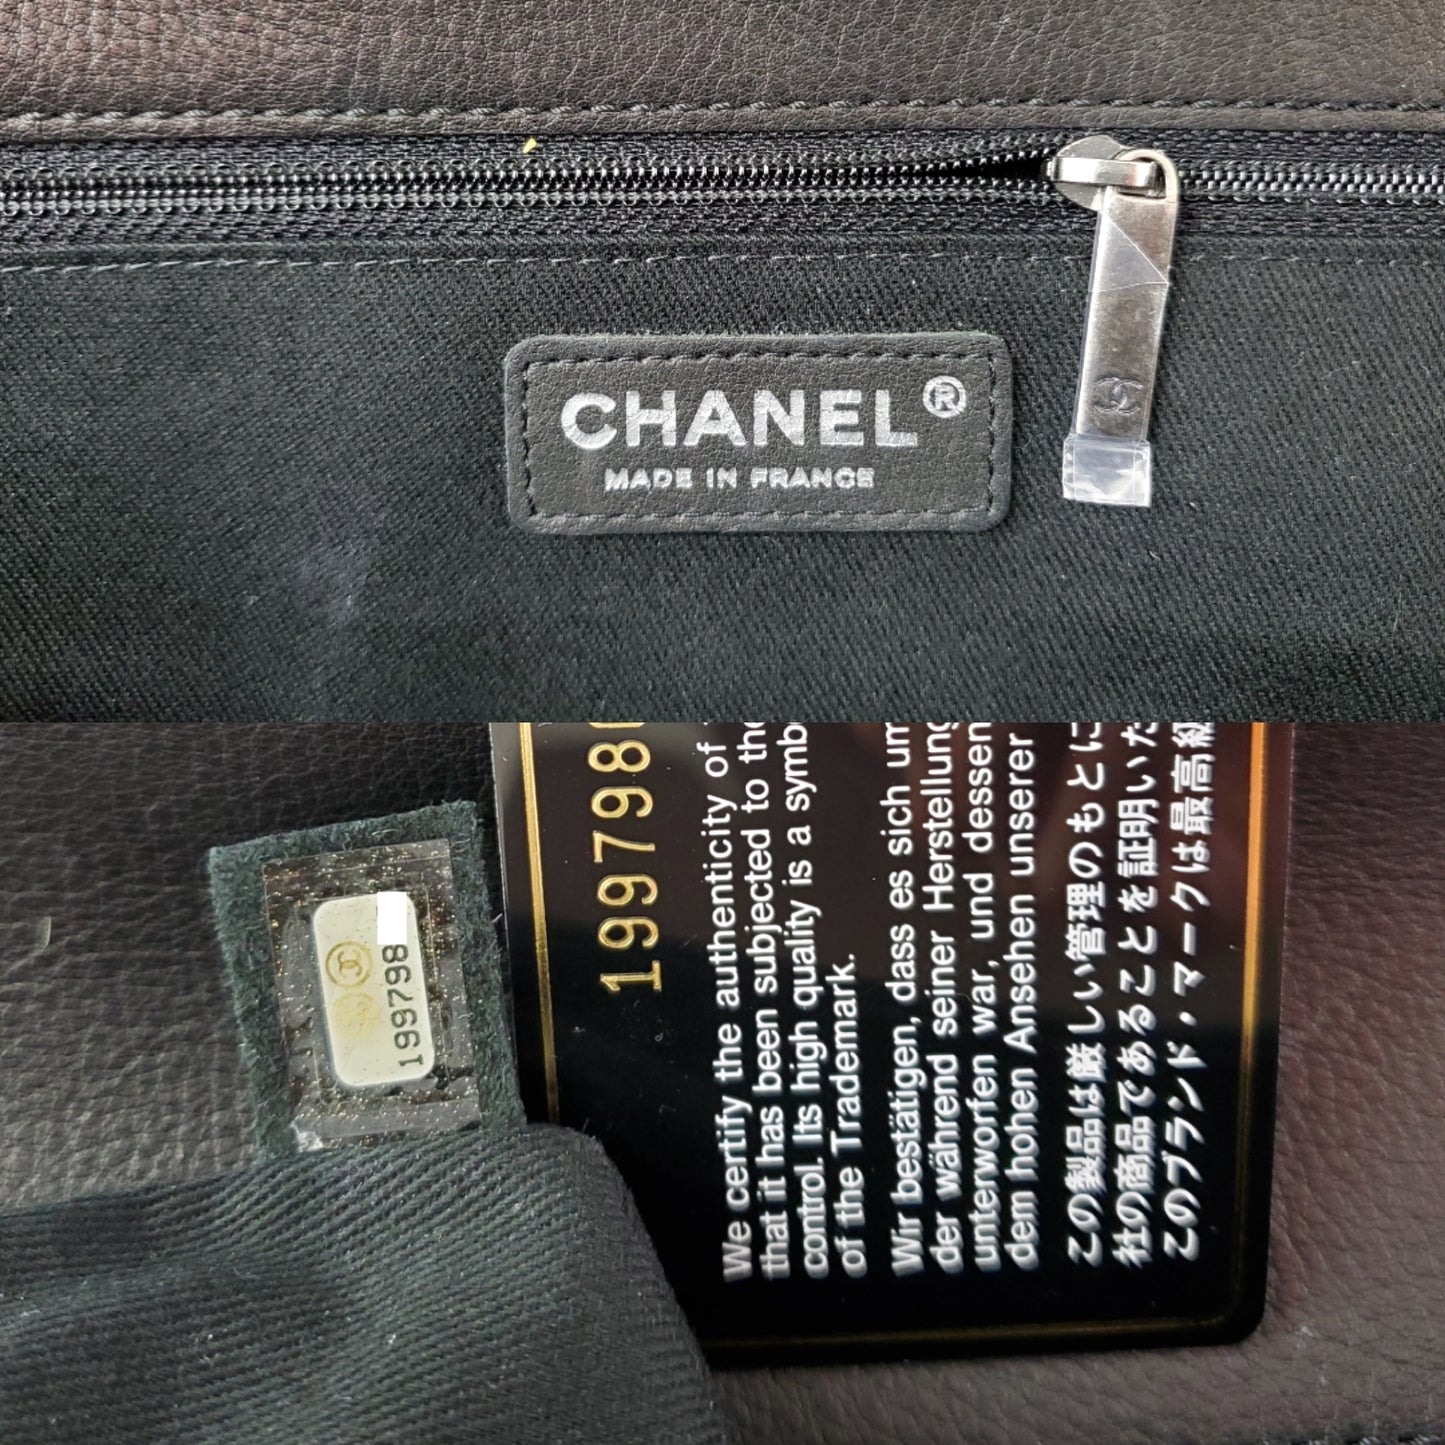 CHANEL®
MADE IN FRANCE
199798
199798
We certify the authenticity of
that it has been subjected to the
control. Its high quality is a symb
of the Trademark.
Wir bestätigen, dass es sich um
der während seiner Herstellung
unterworfen war, und dessen
dem hohen Ansehen unserer
この製品は厳しい管理のもとに
社の商品であることを証明いた
このブランド・マークは最高級